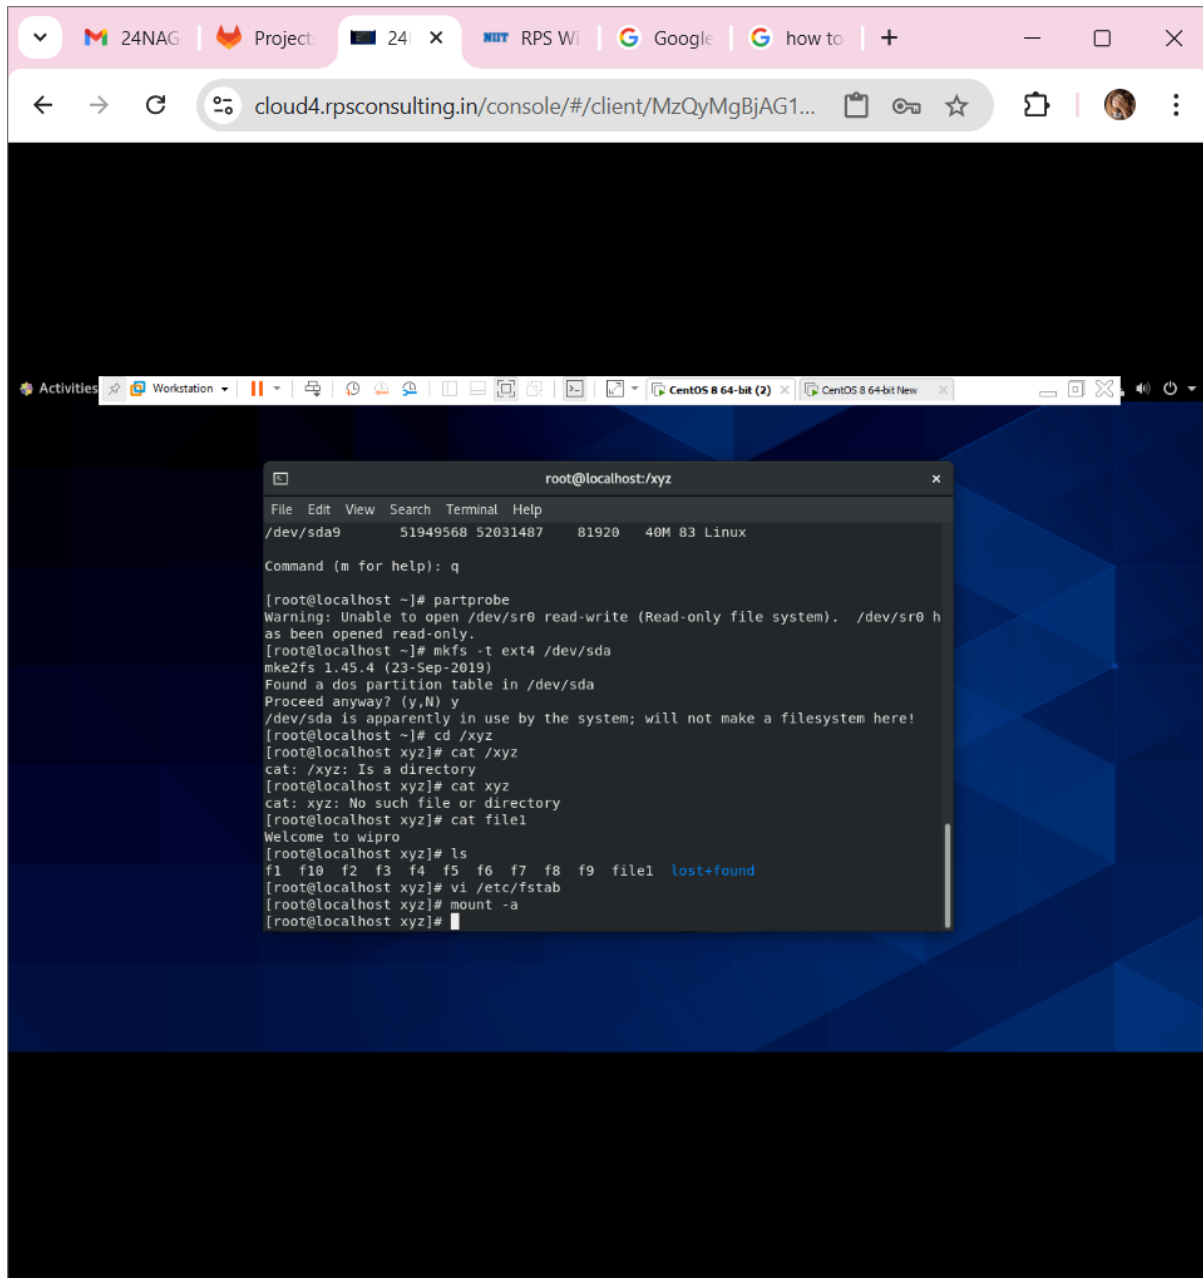 24NAG
Project:
24
NIIT RPS Wi
Google
how to
cloud4.rpsconsulting.in/console/#/client/MzQyMgBjAG1...
Activities
Workstation
CentOS 8 64-bit (2)
CentOS 8 64-bit New
root@localhost:/xyz
File Edit View Search Terminal Help
/dev/sda9 51949568 52031487 81920 40M 83 Linux
Command (m for help): q
[root@localhost ~]# partprobe
Warning: Unable to open /dev/sr0 read-write (Read-only file system). /dev/sr0 h
as been opened read-only.
[root@localhost ~]# mkfs -t ext4 /dev/sda
mke2fs 1.45.4 (23-Sep-2019)
Found a dos partition table in /dev/sda
Proceed anyway? (y,N) y
/dev/sda is apparently in use by the system; will not make a filesystem here!
[root@localhost ~]# cd /xyz
[root@localhost xyz]# cat /xyz
cat: /xyz: Is a directory
[root@localhost xyz]# cat xyz
cat: xyz: No such file or directory
[root@localhost xyz]# cat file1
Welcome to wipro
[root@localhost xyz]# ls
f1 f10 f2 f3 f4 f5 f6 f7 f8 f9 file1 lost+found
[root@localhost xyz]# vi /etc/fstab
[root@localhost xyz]# mount -a
[root@localhost xyz]#